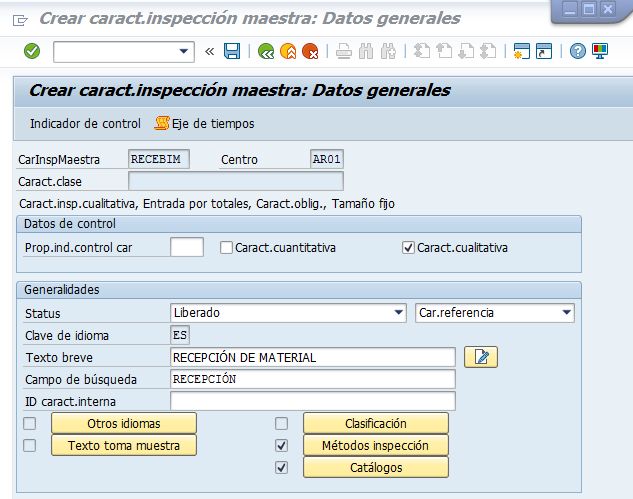 Crear caract.inspección maestra: Datos generales
Crear caract.inspección maestra: Datos generales
Indicador de control Eje de tiempos
CarInspMaestra RECEBIM Centro AR01
Caract.clase
Caract.insp.cualitativa, Entrada por totales, Caract.oblig., Tamaño fijo
Datos de control
Prop.ind.control car Caract.cuantitativa Caract.cualitativa
Generalidades
Status Liberado Car.referencia
Clave de idioma ES
Texto breve RECEPCIÓN DE MATERIAL
Campo de búsqueda RECEPCIÓN
ID caract.interna
Otros idiomas Clasificación
Texto toma muestra Métodos inspección
Catálogos